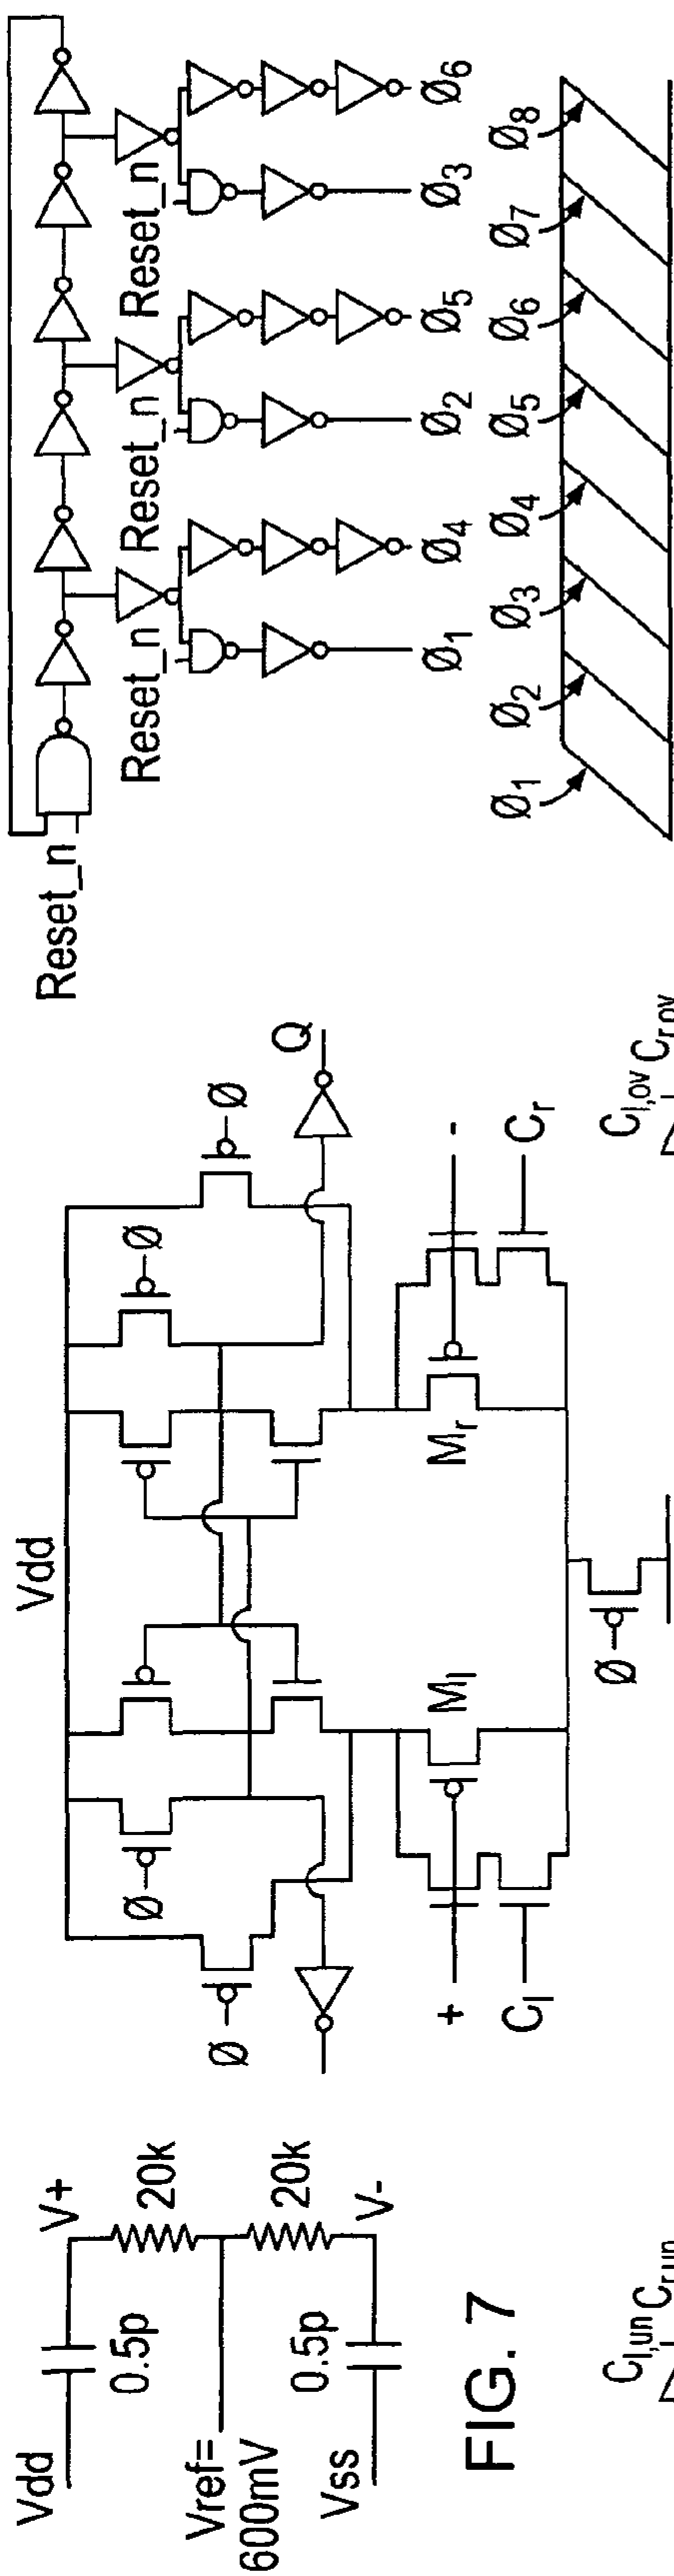 Vdd
V+
0.5p
20k
Vref=
600mV
20k
0.5p
Vss
V-
FIG. 7
Vdd
Ø
Ø
Ø
Ø
Q
+
Cl
Ml
Mr
-
Cr
Ø
Cl,un Cr,un
Cl,ov Cr,ov
Reset_n
Reset_n
Reset_n
Reset_n
Ø1
Ø4
Ø2
Ø5
Ø3
Ø6
Ø1
Ø2
Ø3
Ø4
Ø5
Ø6
Ø7
Ø8